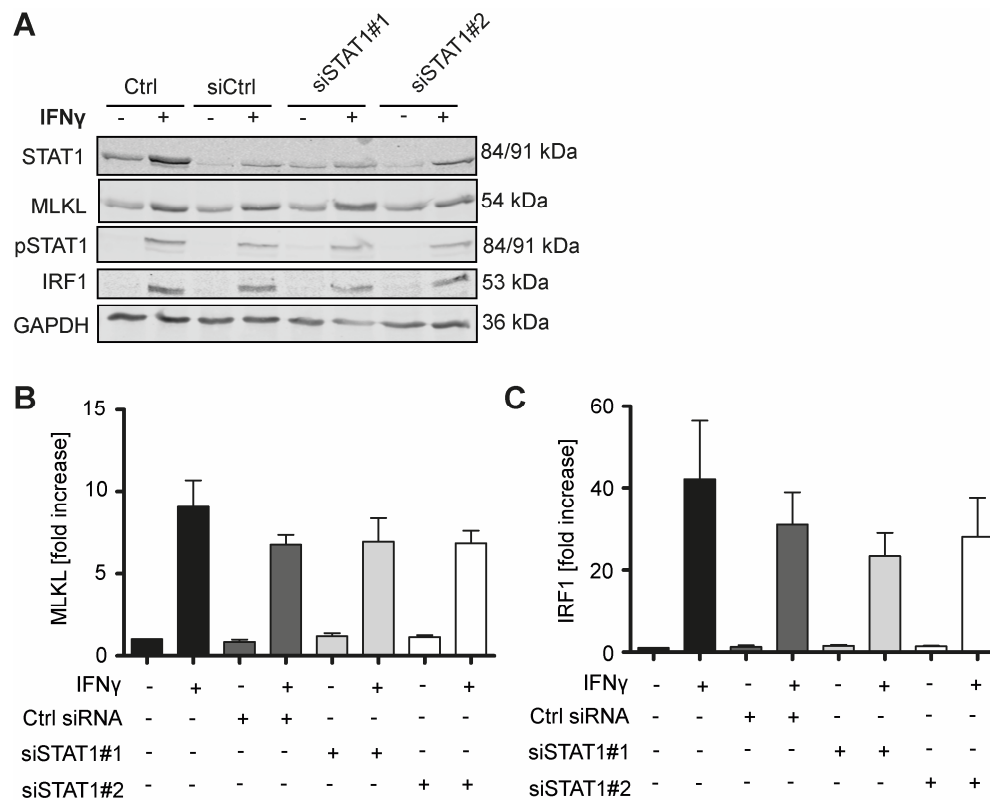 A
Ctrl siCtrl siSTAT1#1 siSTAT1#2
IFNγ - + - + - + - +
STAT1 84/91 kDa
MLKL 54 kDa
pSTAT1 84/91 kDa
IRF1 53 kDa
GAPDH 36 kDa
B
MLKL [fold increase]
15
10
5
0
IFNγ - + - + - + - +
Ctrl siRNA - - + + - - - -
siSTAT1#1 - - - - + + - -
siSTAT1#2 - - - - - - + +
C
IRF1 [fold increase]
60
40
20
0
IFNγ - + - + - + - +
Ctrl siRNA - - + + - - - -
siSTAT1#1 - - - - + + - -
siSTAT1#2 - - - - - - + +